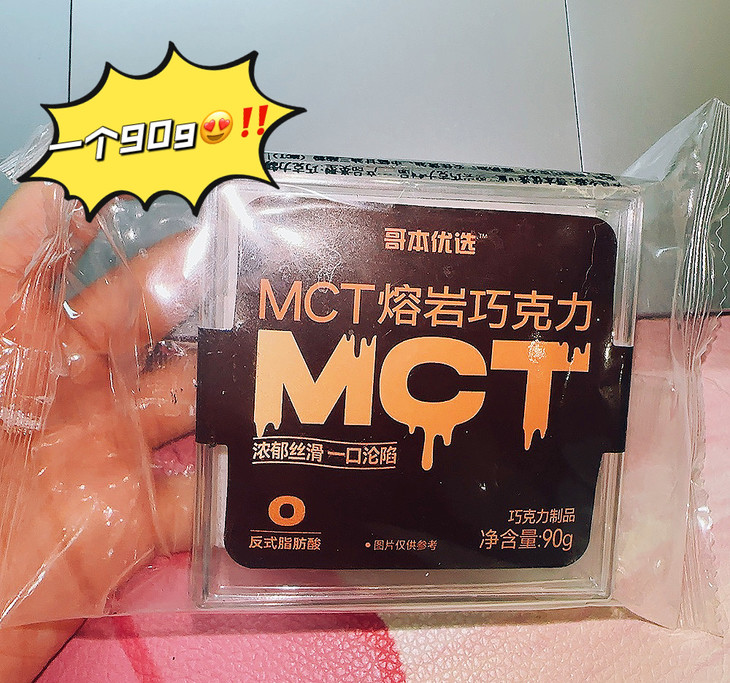 一个90g😍‼️
哥本优选™
MCT熔岩巧克力
MCT
浓郁丝滑 一口沦陷
0
反式脂肪酸
• 图片仅供参考
巧克力制品
净含量:90g